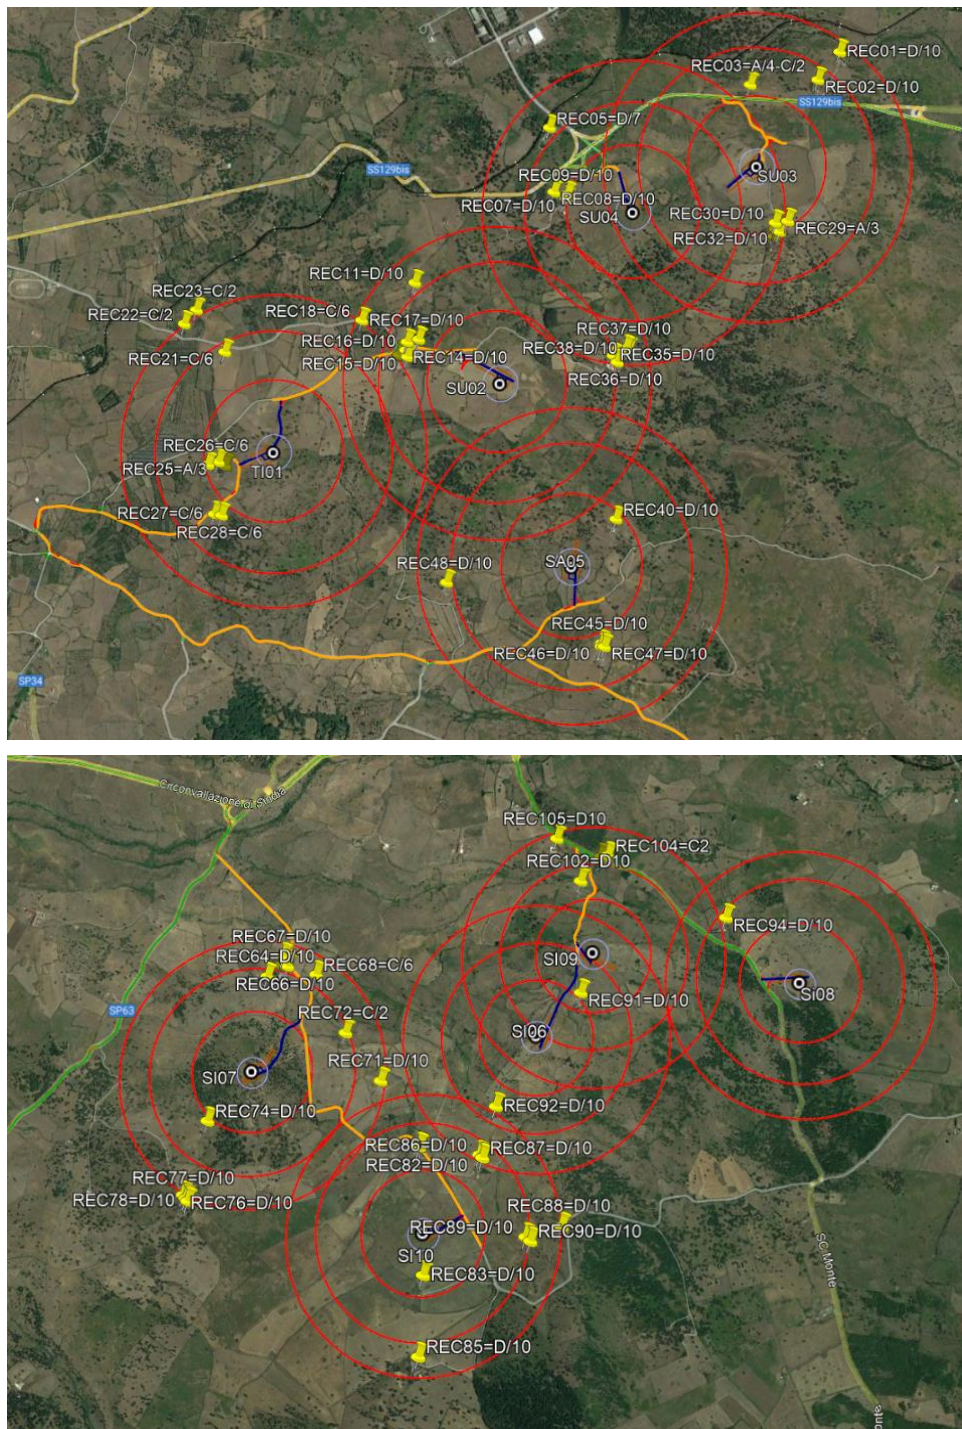 REC01=D/10
REC03=A/4-C/2
REC02=D/10
SS129bis
REC05=D/7
SS129bis
REC09=D/10
SU03
REC07=D/10
REC08=D/10
SU04
REC30=D/10
REC29=A/3
REC32=D/10
REC11=D/10
REC23=C/2
REC22=C/2
REC18=C/6
REC17=D/10
REC37=D/10
REC16=D/10
REC21=C/6
REC15=D/10
REC14=D/10
REC38=D/10
REC35=D/10
REC36=D/10
SU02
REC26=C/6
REC25=A/3
TI01
REC27=C/6
REC28=C/6
REC40=D/10
REC48=D/10
SA05
REC45=D/10
REC46=D/10
REC47=D/10
SP34
Circonvallazione di Sindia
REC105=D10
REC104=C2
REC102=D10
REC94=D/10
REC67=D/10
REC64=D/10
REC68=C/6
REC66=D/10
SI09
Si08
REC91=D/10
SP63
REC72=C/2
SI06
REC71=D/10
SI07
REC92=D/10
REC74=D/10
REC86=D/10
REC87=D/10
REC82=D/10
REC77=D/10
REC78=D/10
REC76=D/10
REC88=D/10
REC89=D/10
REC90=D/10
SI10
SC Monte
REC83=D/10
REC85=D/10